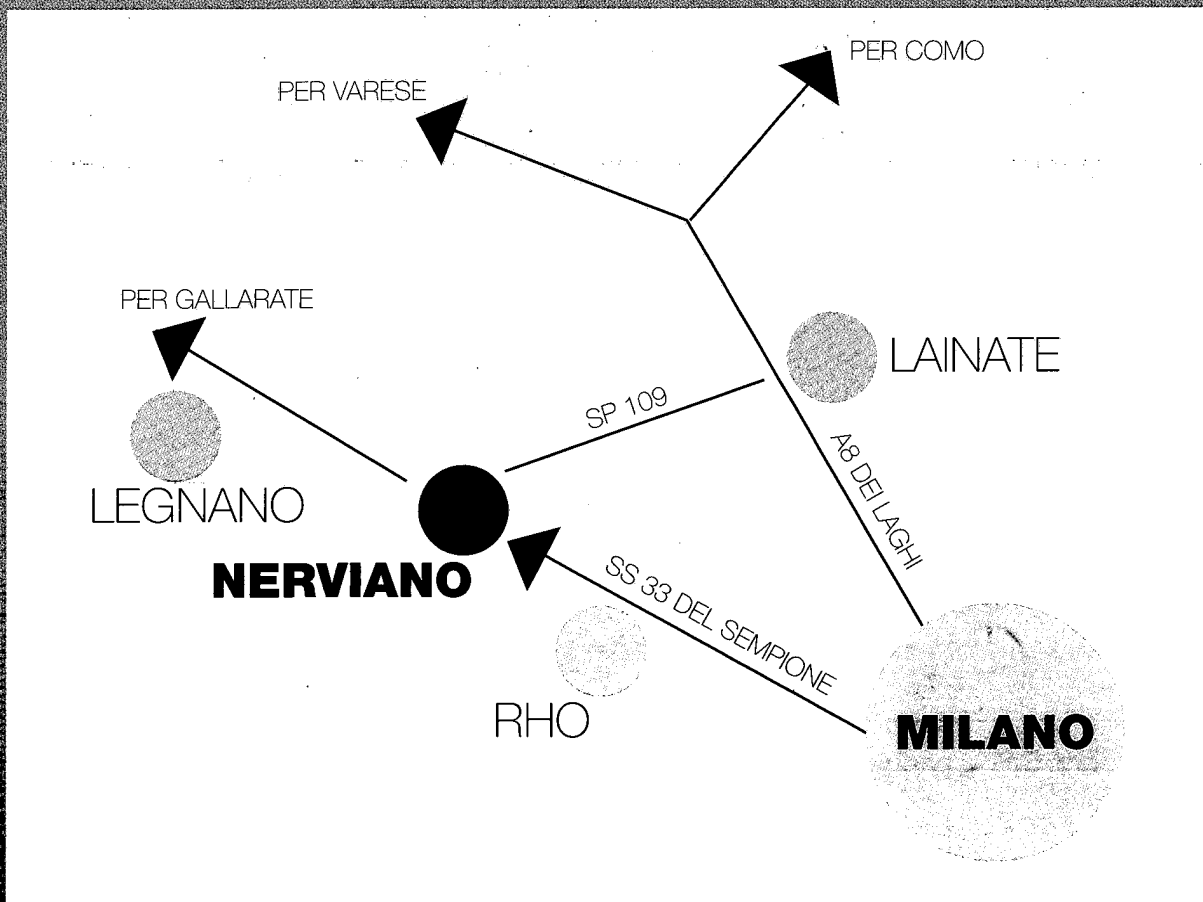 PER COMO
PER VARESE
PER GALLARATE
LAINATE
SP 109
A8 DEI LAGHI
LEGNANO
NERVIANO
SS 33 DEL SEMPIONE
RHO
MILANO